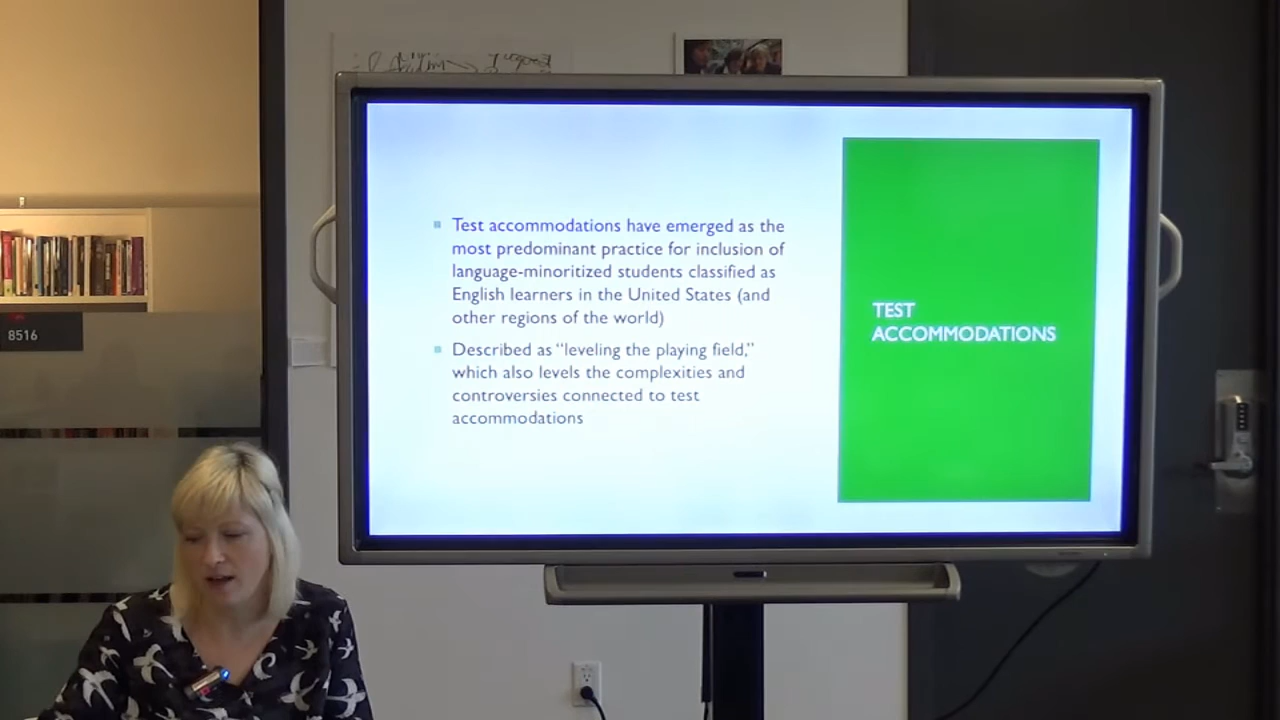 Test accommodations have emerged as the
most predominant practice for inclusion of
language-minoritized students classified as
English learners in the United States (and
other regions of the world)
Described as “leveling the playing field,”
which also levels the complexities and
controversies connected to test
accommodations
TEST
ACCOMMODATIONS
8516